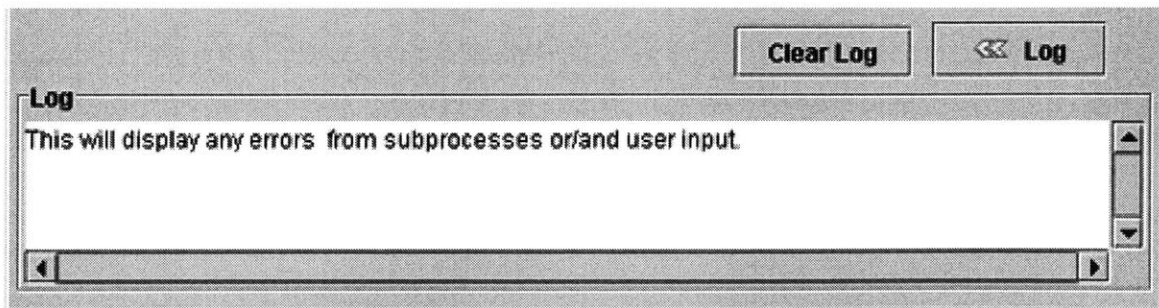 Clear Log
<< Log
Log
This will display any errors from subprocesses or/and user input.